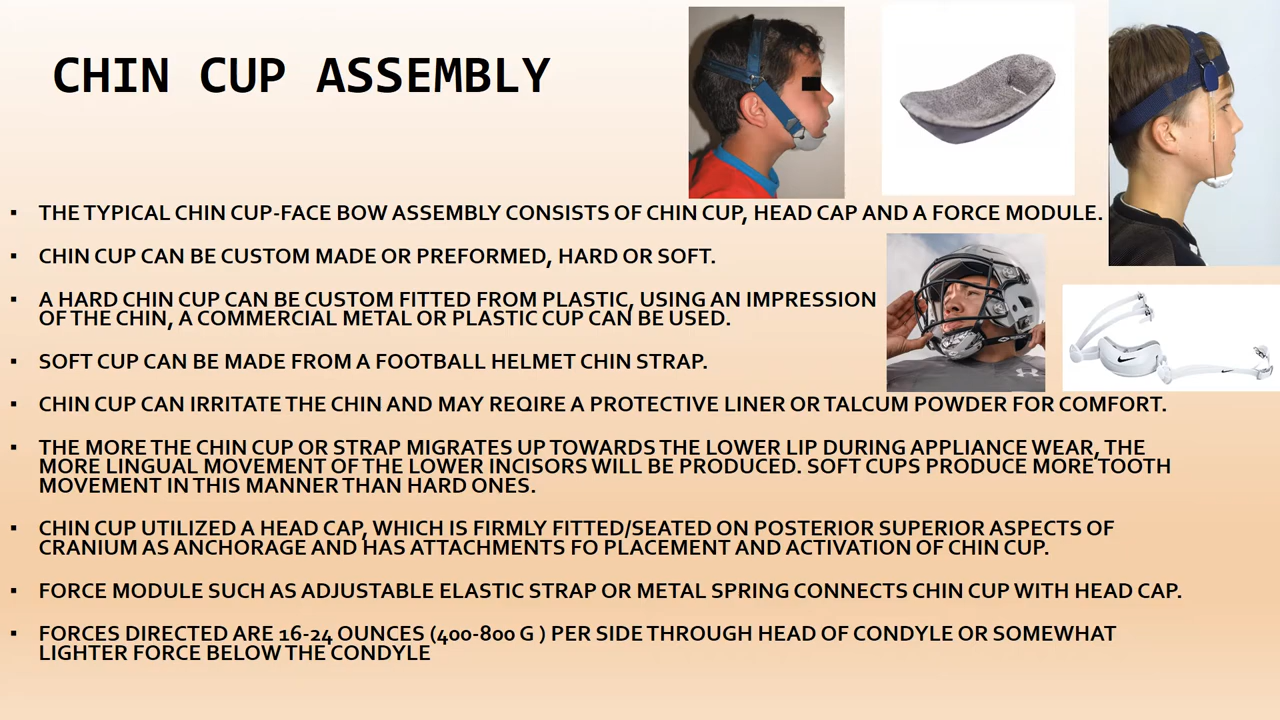 CHIN CUP ASSEMBLY
▪ THE TYPICAL CHIN CUP-FACE BOW ASSEMBLY CONSISTS OF CHIN CUP, HEAD CAP AND A FORCE MODULE.
▪ CHIN CUP CAN BE CUSTOM MADE OR PREFORMED, HARD OR SOFT.
▪ A HARD CHIN CUP CAN BE CUSTOM FITTED FROM PLASTIC, USING AN IMPRESSION
OF THE CHIN, A COMMERCIAL METAL OR PLASTIC CUP CAN BE USED.
▪ SOFT CUP CAN BE MADE FROM A FOOTBALL HELMET CHIN STRAP.
▪ CHIN CUP CAN IRRITATE THE CHIN AND MAY REQIRE A PROTECTIVE LINER OR TALCUM POWDER FOR COMFORT.
▪ THE MORE THE CHIN CUP OR STRAP MIGRATES UP TOWARDS THE LOWER LIP DURING APPLIANCE WEAR, THE
MORE LINGUAL MOVEMENT OF THE LOWER INCISORS WILL BE PRODUCED. SOFT CUPS PRODUCE MORE TOOTH
MOVEMENT IN THIS MANNER THAN HARD ONES.
▪ CHIN CUP UTILIZED A HEAD CAP, WHICH IS FIRMLY FITTED/SEATED ON POSTERIOR SUPERIOR ASPECTS OF
CRANIUM AS ANCHORAGE AND HAS ATTACHMENTS FO PLACEMENT AND ACTIVATION OF CHIN CUP.
▪ FORCE MODULE SUCH AS ADJUSTABLE ELASTIC STRAP OR METAL SPRING CONNECTS CHIN CUP WITH HEAD CAP.
▪ FORCES DIRECTED ARE 16-24 OUNCES (400-800 G ) PER SIDE THROUGH HEAD OF CONDYLE OR SOMEWHAT
LIGHTER FORCE BELOW THE CONDYLE